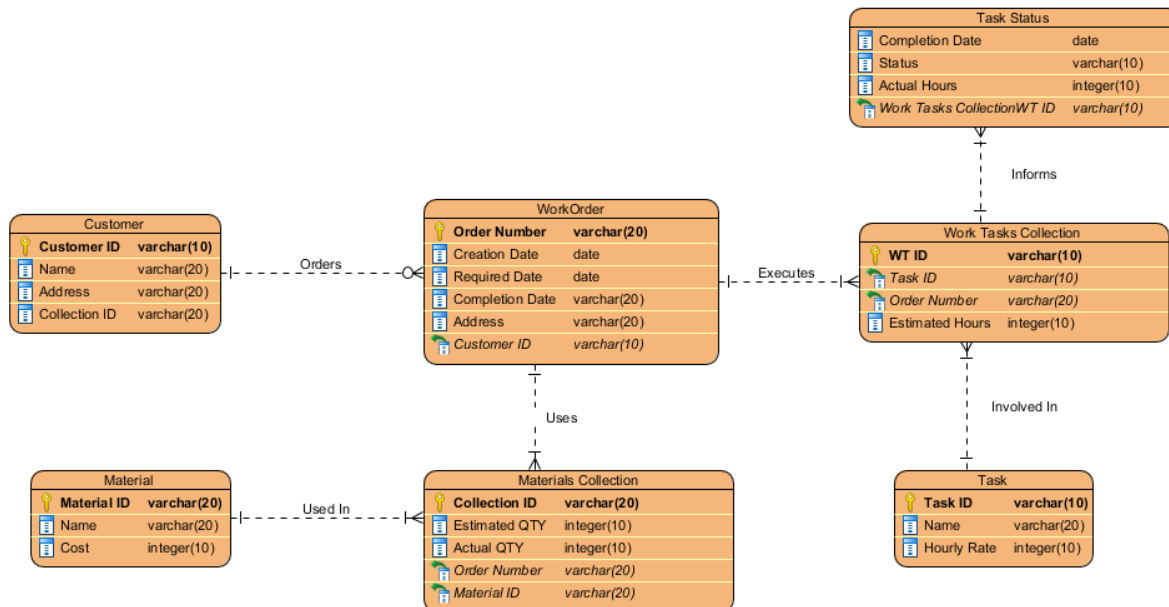 Task Status
Completion Date date
Status varchar(10)
Actual Hours integer(10)
Work Tasks CollectionWT ID varchar(10)
Informs
Customer
Customer ID varchar(10)
Name varchar(20)
Address varchar(20)
Collection ID varchar(20)
Orders
WorkOrder
Order Number varchar(20)
Creation Date date
Required Date date
Completion Date varchar(20)
Address varchar(20)
Customer ID varchar(10)
Executes
Work Tasks Collection
WT ID varchar(10)
Task ID varchar(10)
Order Number varchar(20)
Estimated Hours integer(10)
Uses
Involved In
Material
Material ID varchar(20)
Name varchar(20)
Cost integer(10)
Used In
Materials Collection
Collection ID varchar(20)
Estimated QTY integer(10)
Actual QTY integer(10)
Order Number varchar(20)
Material ID varchar(20)
Task
Task ID varchar(10)
Name varchar(20)
Hourly Rate integer(10)